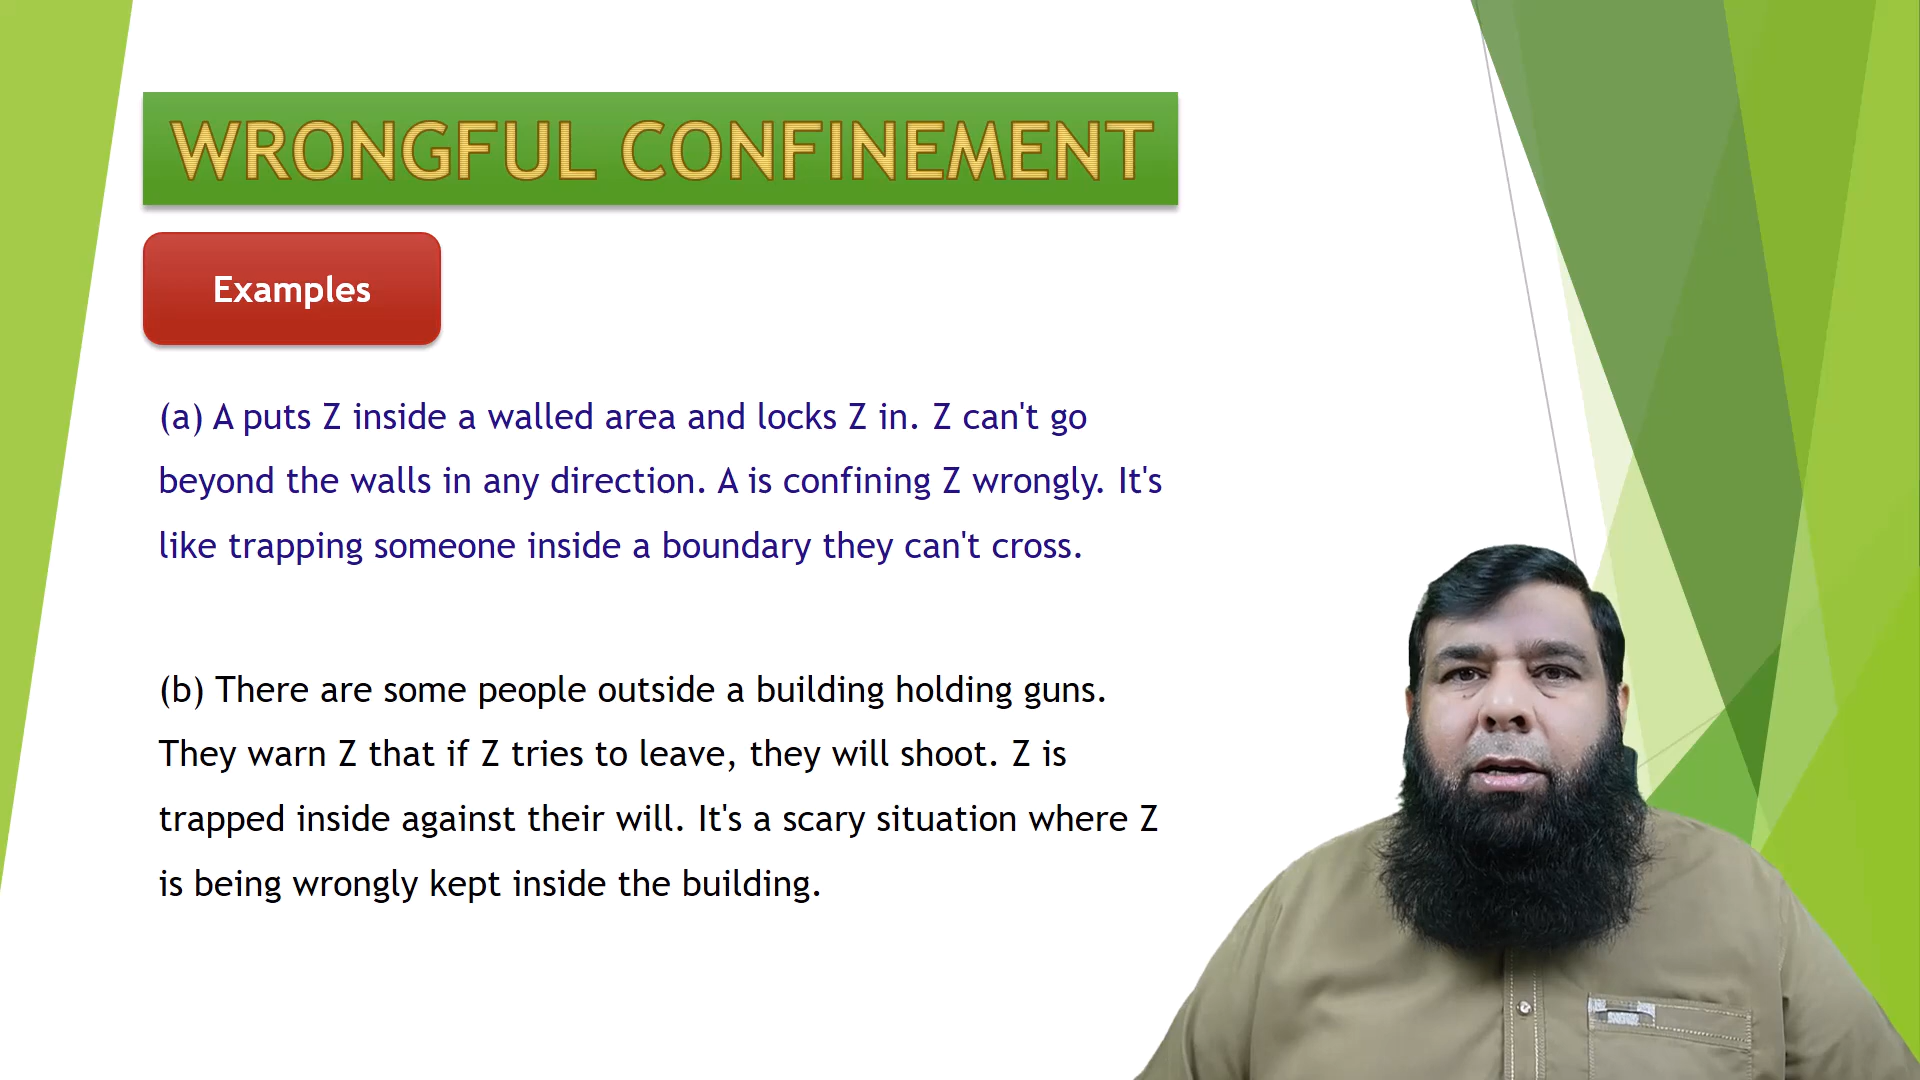 WRONGFUL CONFINEMENT
Examples
(a) A puts Z inside a walled area and locks Z in. Z can't go
beyond the walls in any direction. A is confining Z wrongly. It's
like trapping someone inside a boundary they can't cross.
(b) There are some people outside a building holding guns.
They warn Z that if Z tries to leave, they will shoot. Z is
trapped inside against their will. It's a scary situation where Z
is being wrongly kept inside the building.